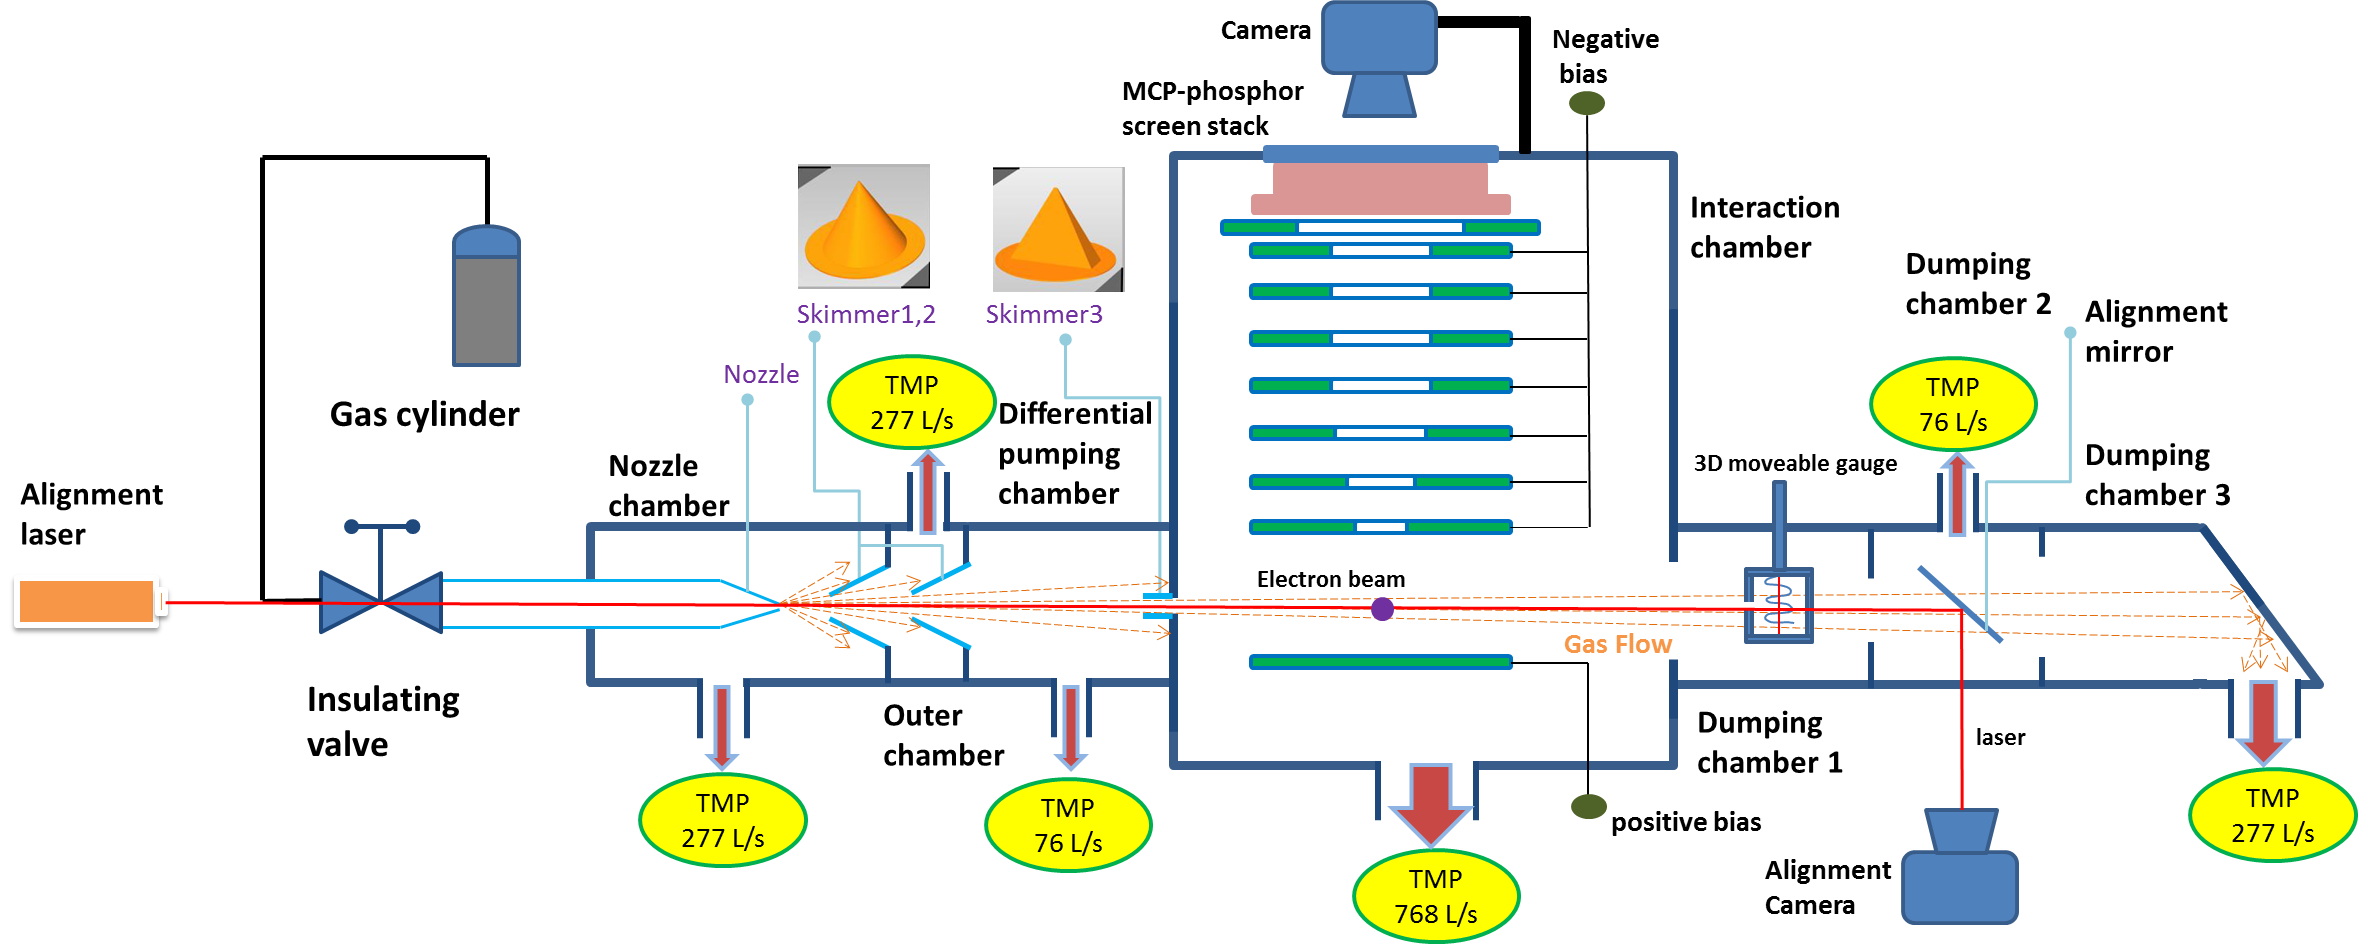 Camera
Negative
bias
MCP-phosphor
screen stack
Interaction
chamber
Dumping
chamber 2
Alignment
mirror
Skimmer1,2
Skimmer3
Nozzle
TMP
277 L/s
Differential
pumping
chamber
TMP
76 L/s
Gas cylinder
Nozzle
chamber
3D moveable gauge
Dumping
chamber 3
Alignment
laser
Electron beam
Gas Flow
Insulating
valve
Outer
chamber
Dumping
chamber 1
laser
TMP
277 L/s
TMP
76 L/s
positive bias
TMP
277 L/s
TMP
768 L/s
Alignment
Camera